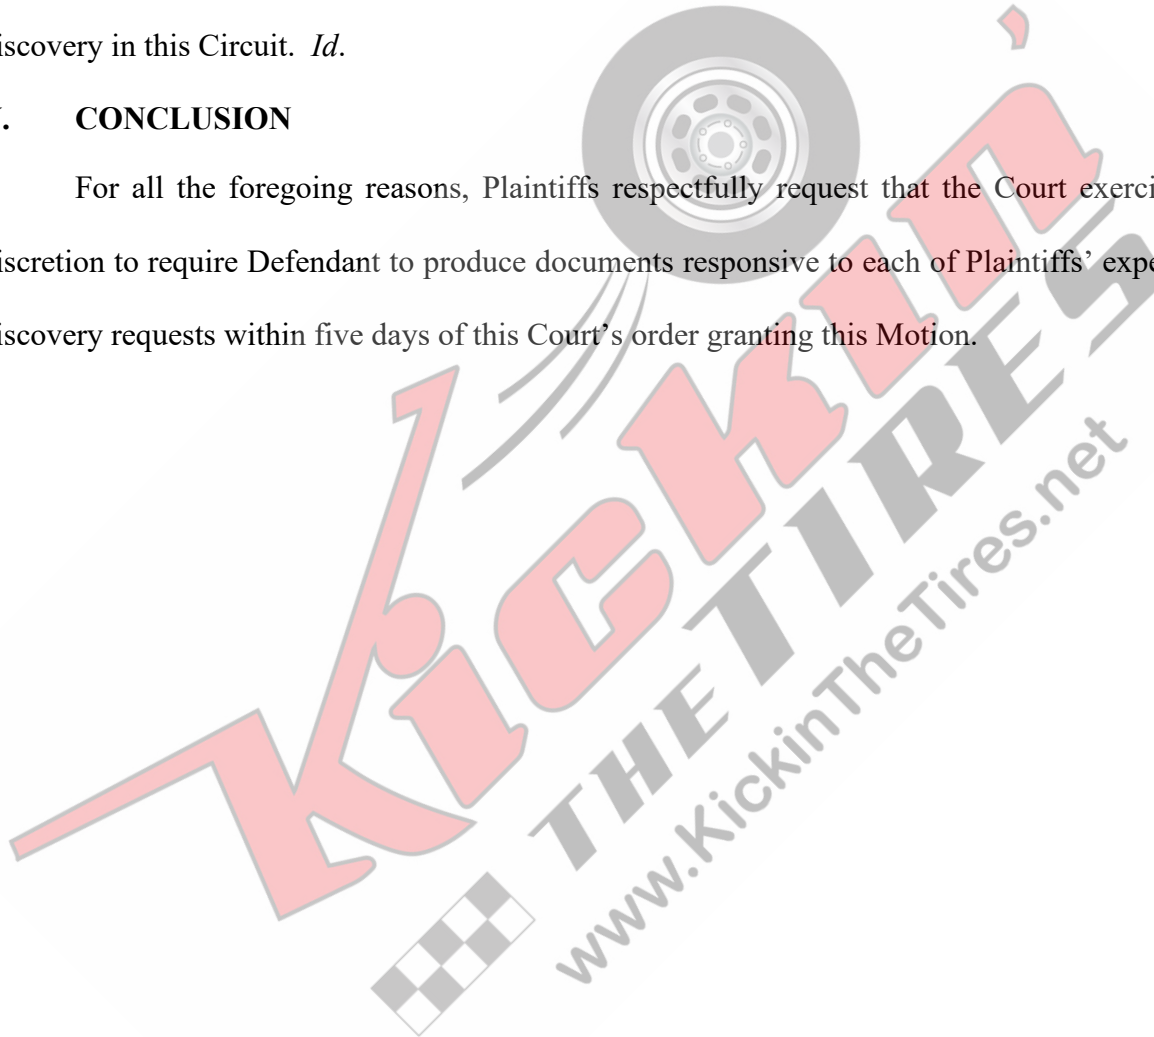 iscovery in this Circuit. Id.
. CONCLUSION
For all the foregoing reasons, Plaintiffs respectfully request that the Court exerci
iscretion to require Defendant to produce documents responsive to each of Plaintiffs’ expe
iscovery requests within five days of this Court’s order granting this Motion.
Kickin’
THE TIRES
www.KickinTheTires.net